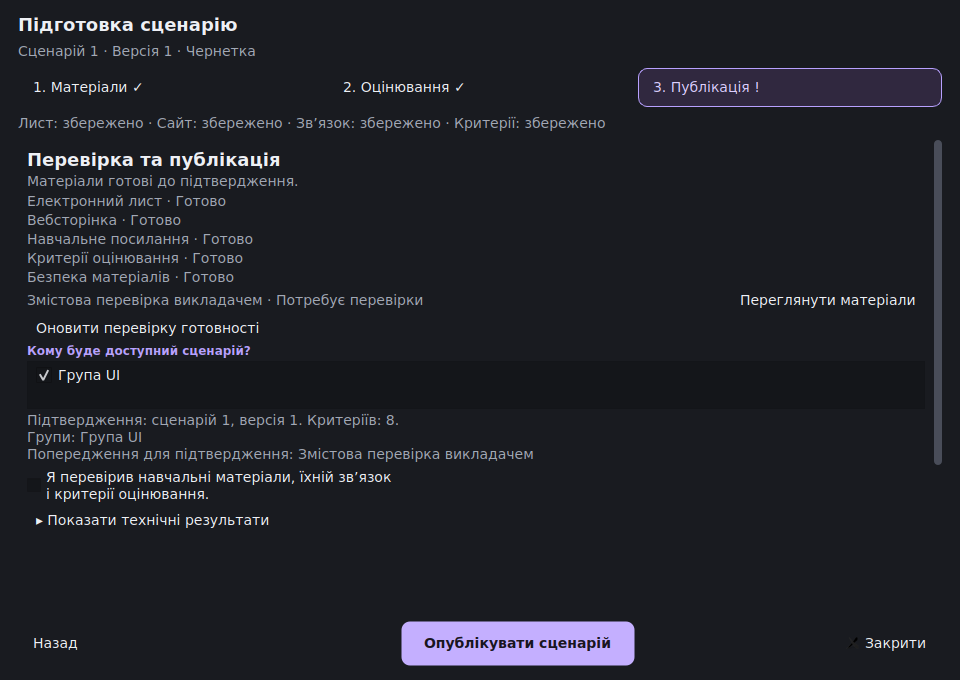 Підготовка сценарію
Сценарій 1 · Версія 1 · Чернетка
1. Матеріали ✓
2. Оцінювання ✓
3. Публікація !
Лист: збережено · Сайт: збережено · Зв’язок: збережено · Критерії: збережено
Перевірка та публікація
Матеріали готові до підтвердження.
Електронний лист · Готово
Вебсторінка · Готово
Навчальне посилання · Готово
Критерії оцінювання · Готово
Безпека матеріалів · Готово
Змістова перевірка викладачем · Потребує перевірки
Переглянути матеріали
Оновити перевірку готовності
Кому буде доступний сценарій?
✓ Група UI
Підтвердження: сценарій 1, версія 1. Критеріїв: 8.
Групи: Група UI
Попередження для підтвердження: Змістова перевірка викладачем
Я перевірив навчальні матеріали, їхній зв’язок
і критерії оцінювання.
▸ Показати технічні результати
Назад
Опублікувати сценарій
Закрити